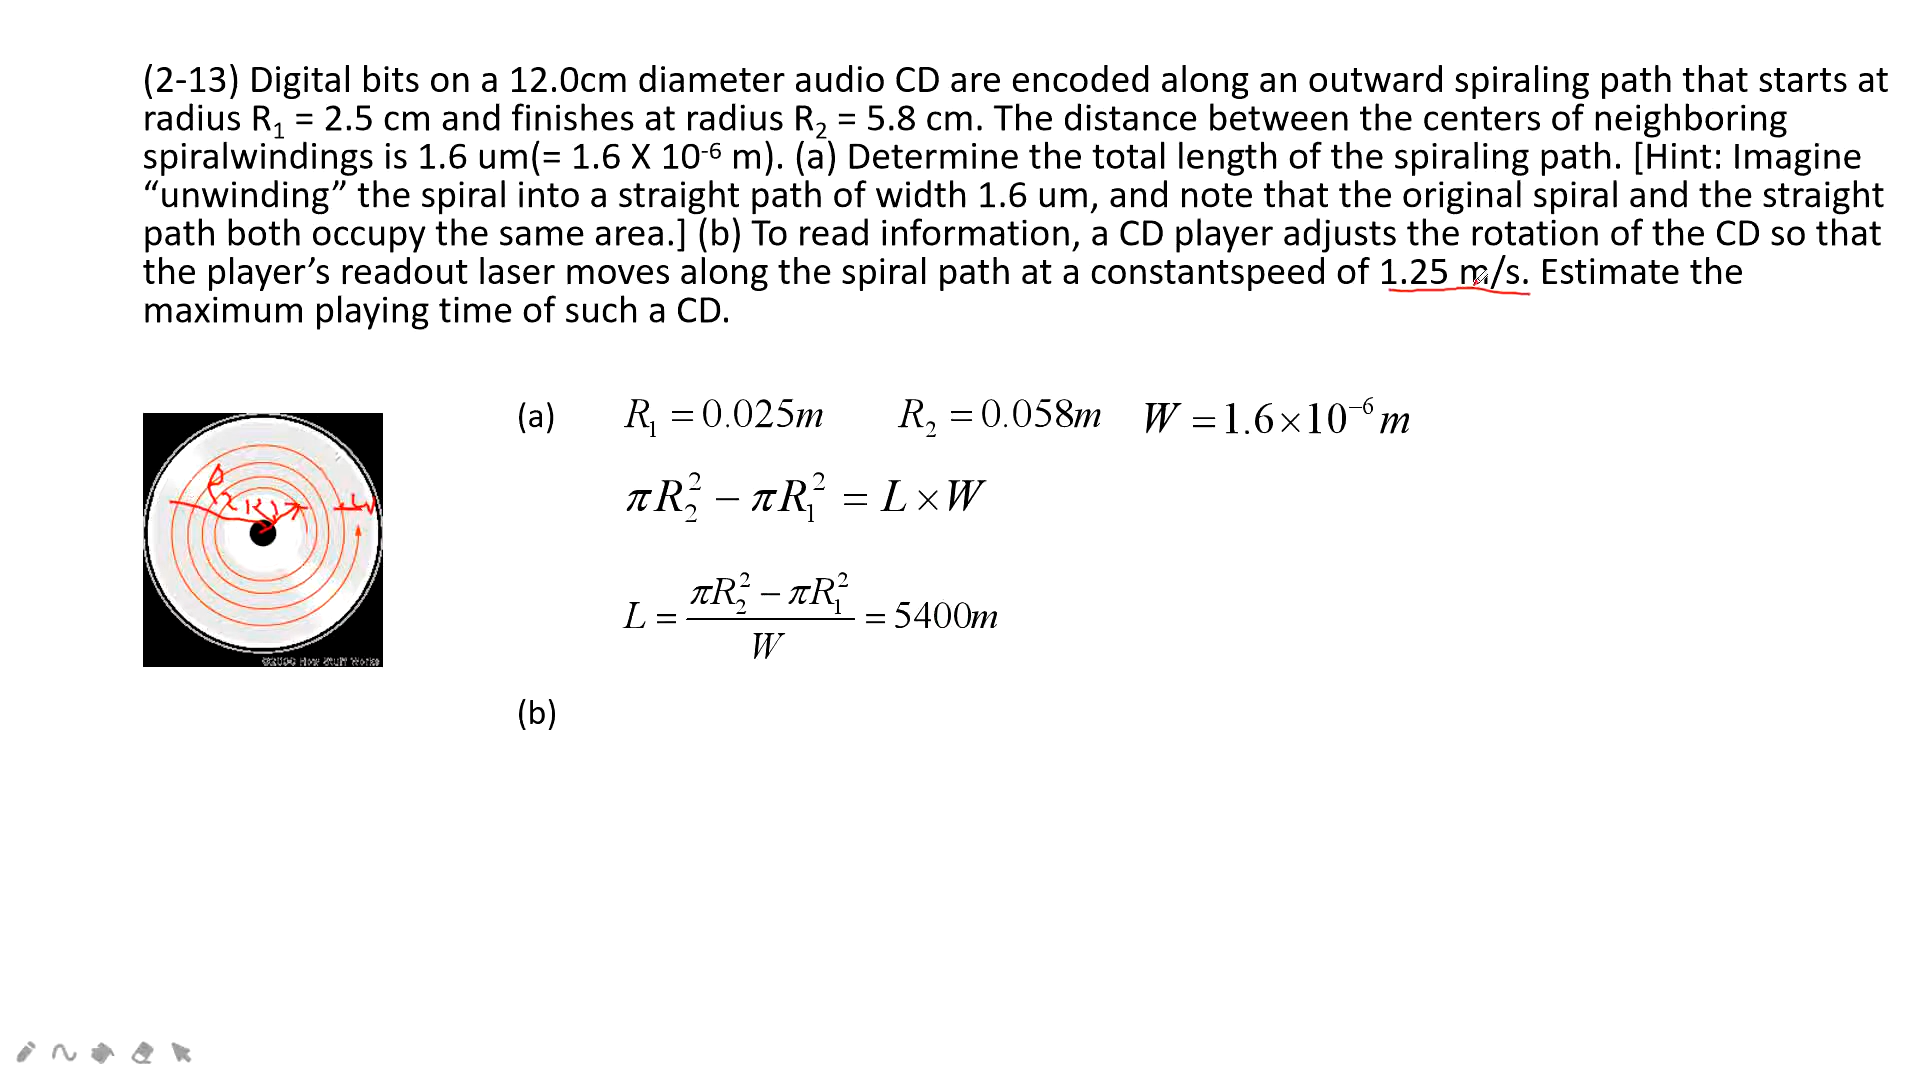 (2-13) Digital bits on a 12.0cm diameter audio CD are encoded along an outward spiraling path that starts at
radius R₁ = 2.5 cm and finishes at radius R₂ = 5.8 cm. The distance between the centers of neighboring
spiralwindings is 1.6 um(= 1.6 X 10⁻⁶ m). (a) Determine the total length of the spiraling path. [Hint: Imagine
“unwinding” the spiral into a straight path of width 1.6 um, and note that the original spiral and the straight
path both occupy the same area.] (b) To read information, a CD player adjusts the rotation of the CD so that
the player’s readout laser moves along the spiral path at a constantspeed of 1.25 m/s. Estimate the
maximum playing time of such a CD.
(a) R₁ = 0.025m R₂ = 0.058m W = 1.6×10⁻⁶ m
πR₂² − πR₁² = L × W
L = (πR₂² − πR₁²) / W = 5400m
R₂ R₁ W
©2000 How Stuff Works
(b)